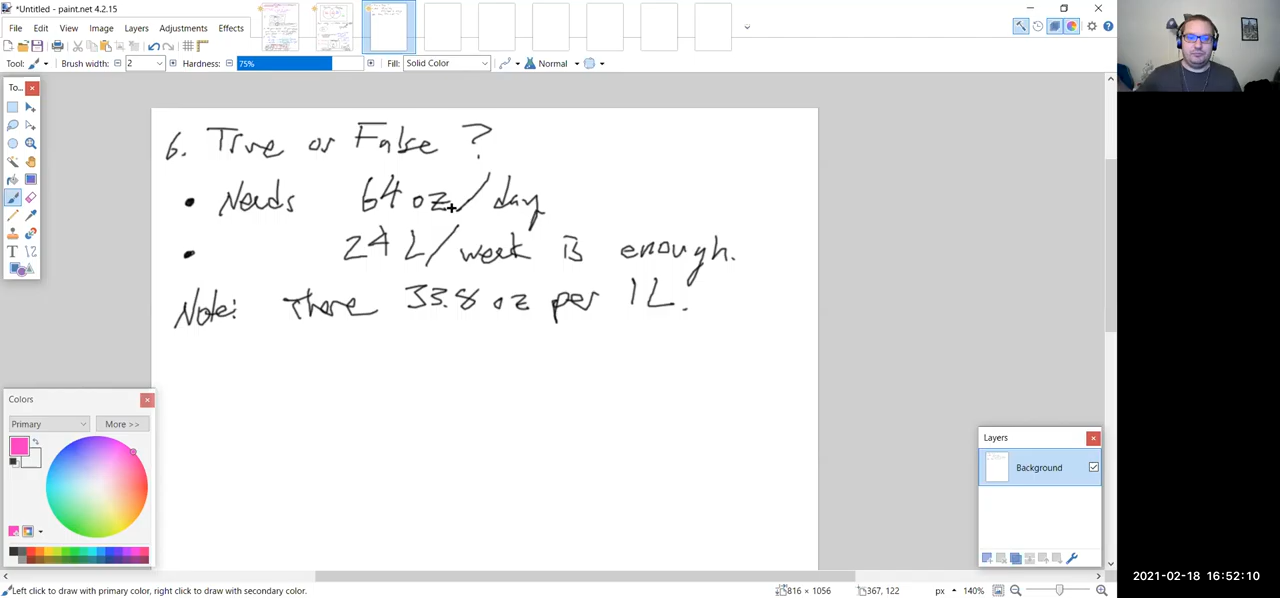 *Untitled - paint.net 4.2.15
File Edit View Image Layers Adjustments Effects
Tool: Brush width: 2 Hardness: 75% Fill: Solid Color Normal
To...
6. True or False ?
• Needs 64 oz/day
• 24 L/week is enough.
Note: There 33.8 oz per 1L.
Colors
Primary More >>
Layers
Background
2021-02-18 16:52:10
Left click to draw with primary color, right click to draw with secondary color. 816 × 1056 367, 122 px 140%